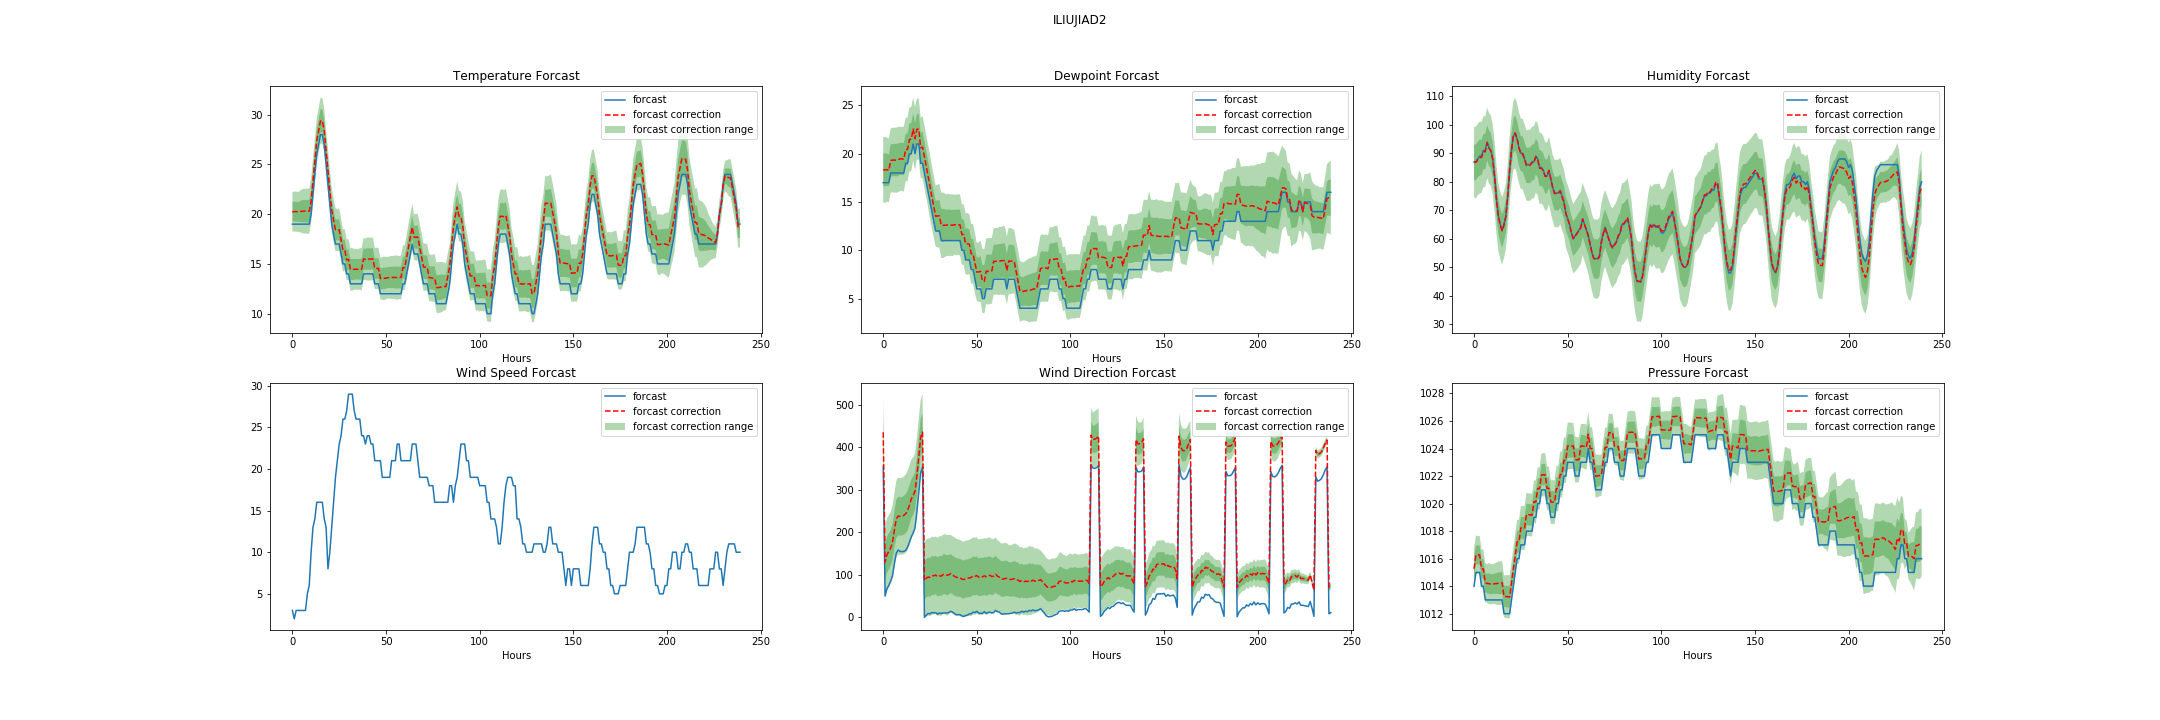 ILIUJIAD2
Temperature Forcast
30
25
20
15
10
forcast
forcast correction
forcast correction range
0 50 100 150 200 250
Hours
Dewpoint Forcast
25
20
15
10
5
forcast
forcast correction
forcast correction range
0 50 100 150 200 250
Hours
Humidity Forcast
110
100
90
80
70
60
50
40
30
forcast
forcast correction
forcast correction range
0 50 100 150 200 250
Hours
Wind Speed Forcast
30
25
20
15
10
5
forcast
forcast correction
forcast correction range
0 50 100 150 200 250
Hours
Wind Direction Forcast
500
400
300
200
100
0
forcast
forcast correction
forcast correction range
0 50 100 150 200 250
Hours
Pressure Forcast
1028
1026
1024
1022
1020
1018
1016
1014
1012
forcast
forcast correction
forcast correction range
0 50 100 150 200 250
Hours